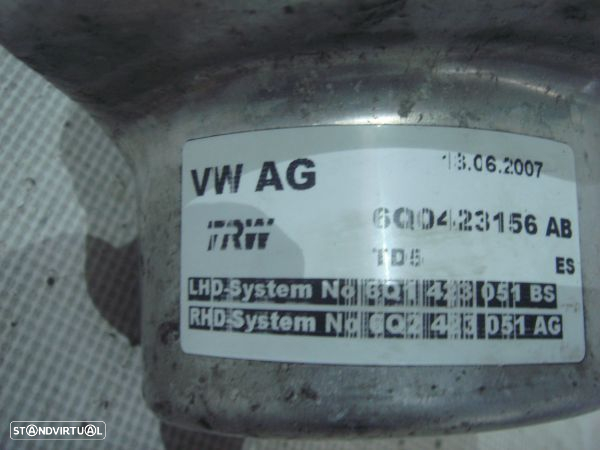 VW AG
13.06.2007
TRW
6Q0423156 AB
TD5
ES
LHD-System No 6Q1 423 051 BS
RHD-System No 6Q2 423 051 AG
STANDVIRTUAL